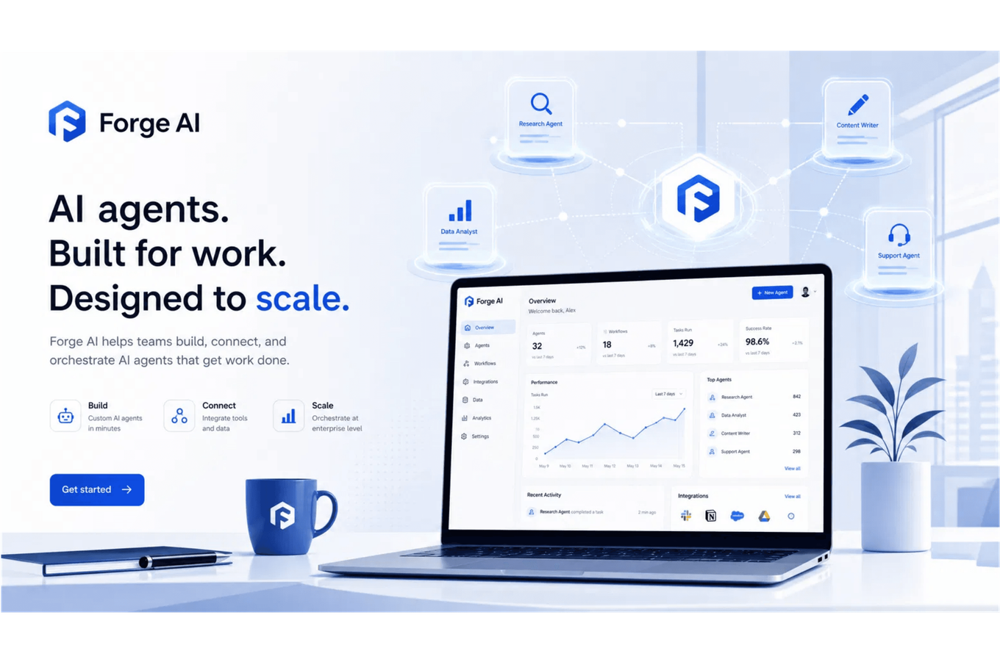 Forge AI
AI agents.
Built for work.
Designed to scale.
Forge AI helps teams build, connect, and
orchestrate AI agents that get work done.
Build
Custom AI agents
in minutes
Connect
Integrate tools
and data
Scale
Orchestrate at
enterprise level
Get started
Research Agent
Content Writer
Data Analyst
Support Agent
Forge AI
Overview
Agents
Workflows
Integrations
Data
Analytics
Settings
Overview
Welcome back, Alex
+ New Agent
Agents
32
+12%
vs last 7 days
Workflows
18
+8%
vs last 7 days
Tasks Run
1,429
+24%
vs last 7 days
Success Rate
98.6%
+2.1%
vs last 7 days
Performance
Tasks Run
Last 7 days
1.5K
1.25K
1K
500
250
0
May 9
May 10
May 11
May 12
May 13
May 14
May 15
Top Agents
Research Agent 842
Data Analyst 423
Content Writer 312
Support Agent 298
View all
Recent Activity
Research Agent completed a task
2 min ago
Integrations
View all
N